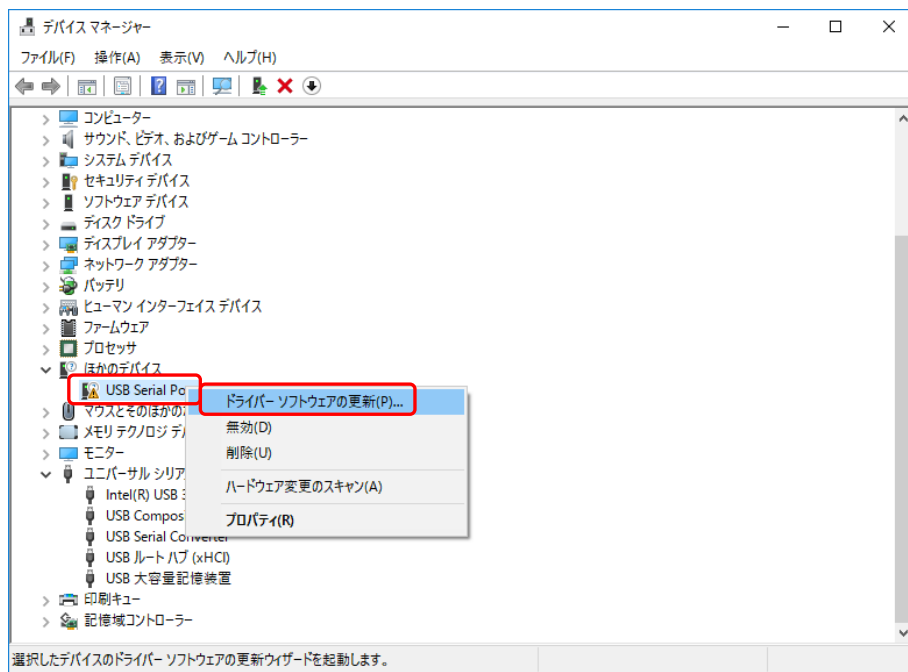 デバイス マネージャー
ファイル(F) 操作(A) 表示(V) ヘルプ(H)
コンピューター
サウンド、ビデオ、およびゲーム コントローラー
システム デバイス
セキュリティ デバイス
ソフトウェア デバイス
ディスク ドライブ
ディスプレイ アダプター
ネットワーク アダプター
バッテリ
ヒューマン インターフェイス デバイス
ファームウェア
プロセッサ
ほかのデバイス
USB Serial Po
ドライバー ソフトウェアの更新(P)...
マウスとそのほかの
無効(D)
メモリ テクノロジ デ
削除(U)
モニター
ユニバーサル シリア
ハードウェア変更のスキャン(A)
Intel(R) USB
USB Compos
プロパティ(R)
USB Serial Converter
USB ルート ハブ (xHCI)
USB 大容量記憶装置
印刷キュー
記憶域コントローラー
選択したデバイスのドライバー ソフトウェアの更新ウィザードを起動します。